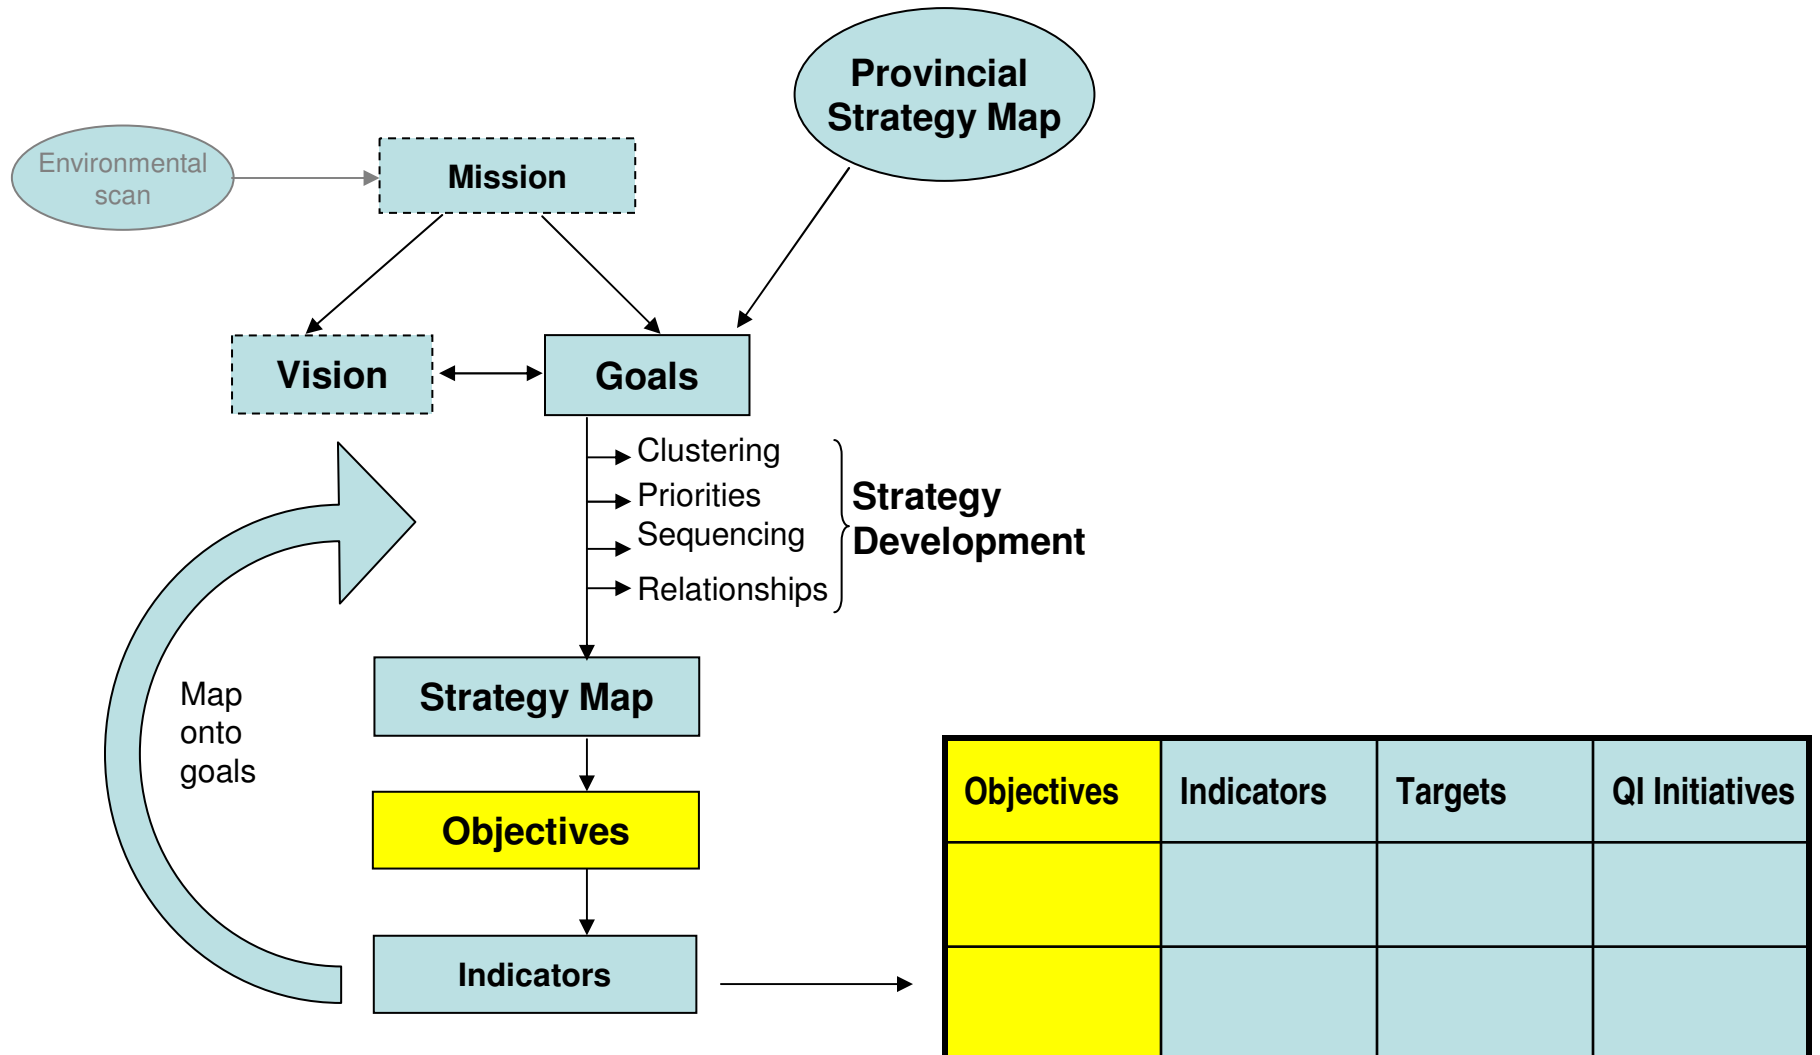 Provincial
Strategy Map
Environmental
scan
Mission
Vision
Goals
Clustering
Priorities
Sequencing
Relationships
Strategy
Development
Strategy Map
Map
onto
goals
Objectives
Indicators
Objectives Indicators Targets QI Initiatives